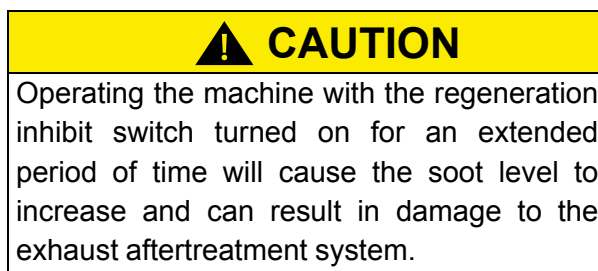 CAUTION
Operating the machine with the regeneration
inhibit switch turned on for an extended
period of time will cause the soot level to
increase and can result in damage to the
exhaust aftertreatment system.